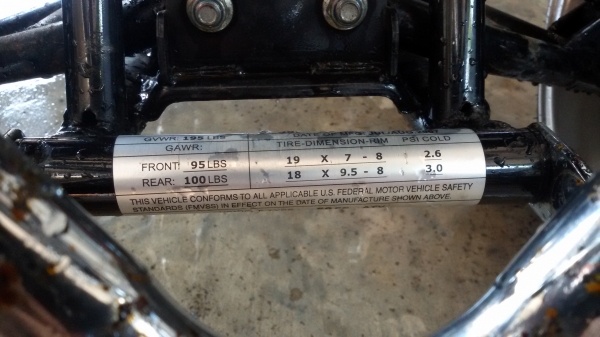 GVWR: 195 LBS
GAWR: TIRE-DIMENSION-RIM PSI COLD
FRONT: 95 LBS 19 X 7 - 8 2.6
REAR: 100 LBS 18 X 9.5 - 8 3.0
THIS VEHICLE CONFORMS TO ALL APPLICABLE U.S. FEDERAL MOTOR VEHICLE SAFETY
STANDARDS (FMVSS) IN EFFECT ON THE DATE OF MANUFACTURE SHOWN ABOVE.